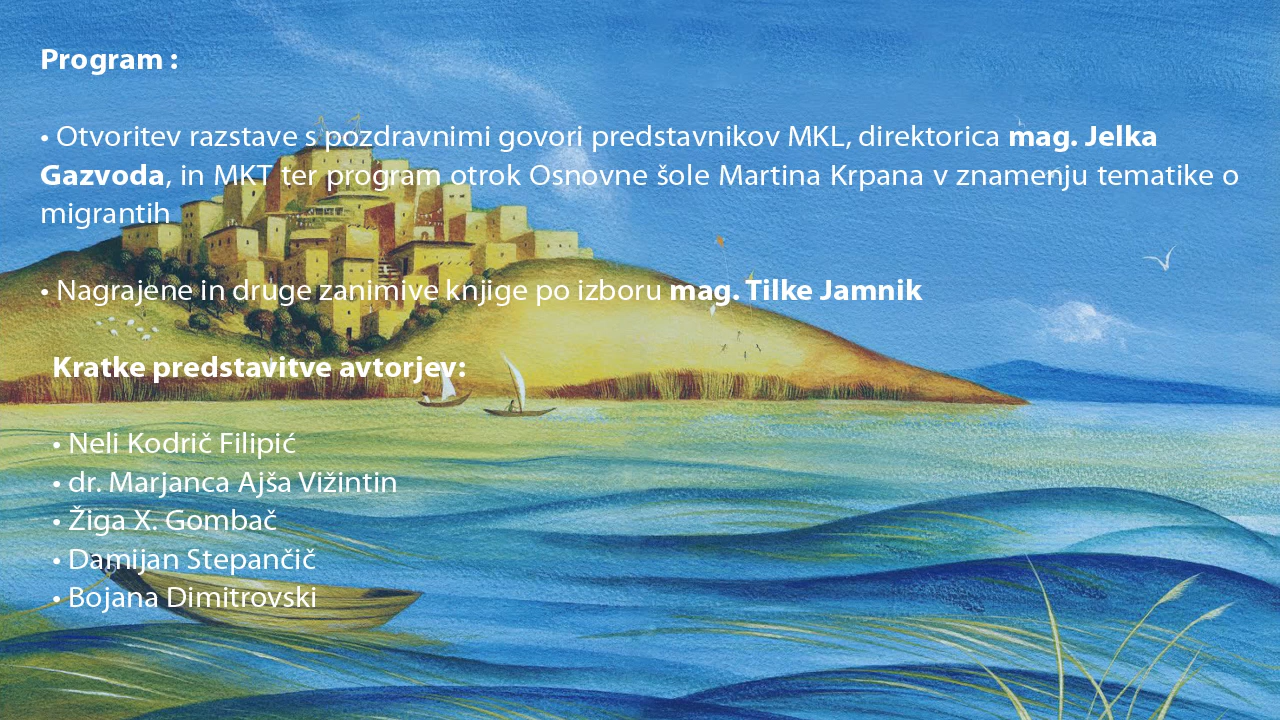 Program :
• Otvoritev razstave s pozdravnimi govori predstavnikov MKL, direktorica mag. Jelka
Gazvoda, in MKT ter program otrok Osnovne šole Martina Krpana v znamenju tematike o
migrantih
• Nagrajene in druge zanimive knjige po izboru mag. Tilke Jamnik
Kratke predstavitve avtorjev:
• Neli Kodrič Filipić
• dr. Marjanca Ajša Vižintin
• Žiga X. Gombač
• Damijan Stepančič
• Bojana Dimitrovski